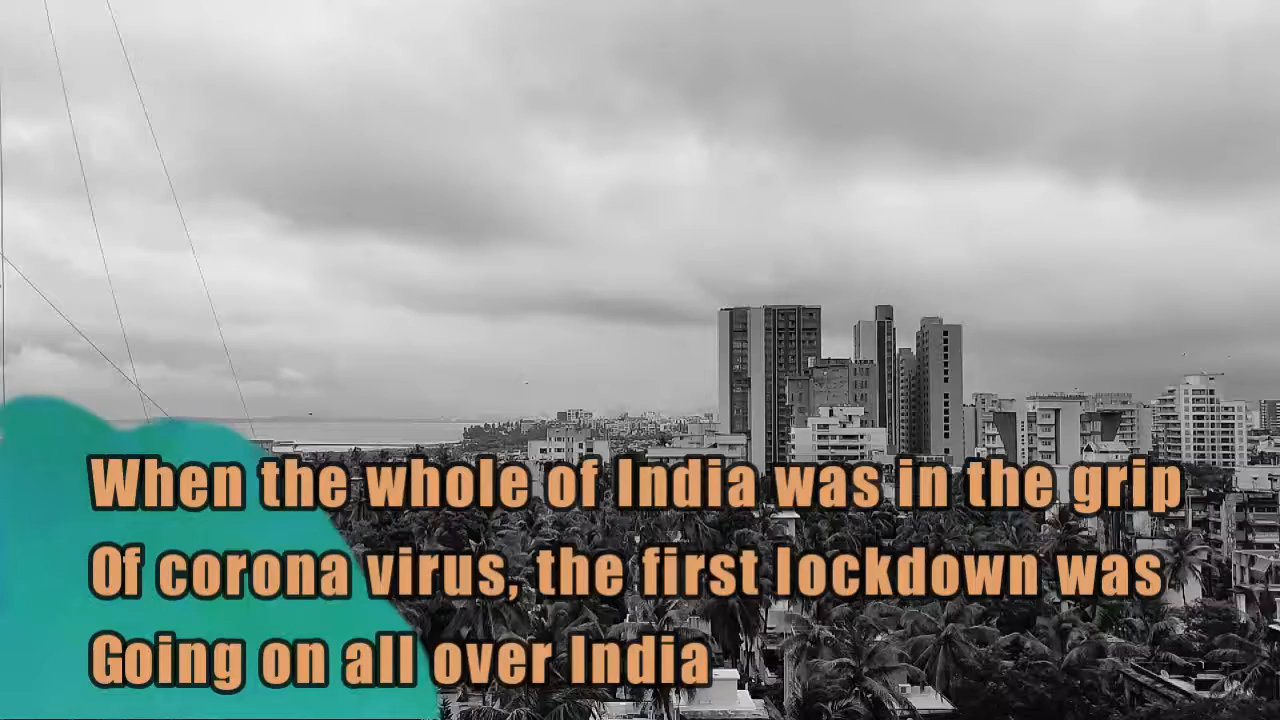 When the whole of India was in the grip
Of corona virus, the first lockdown was
Going on all over India